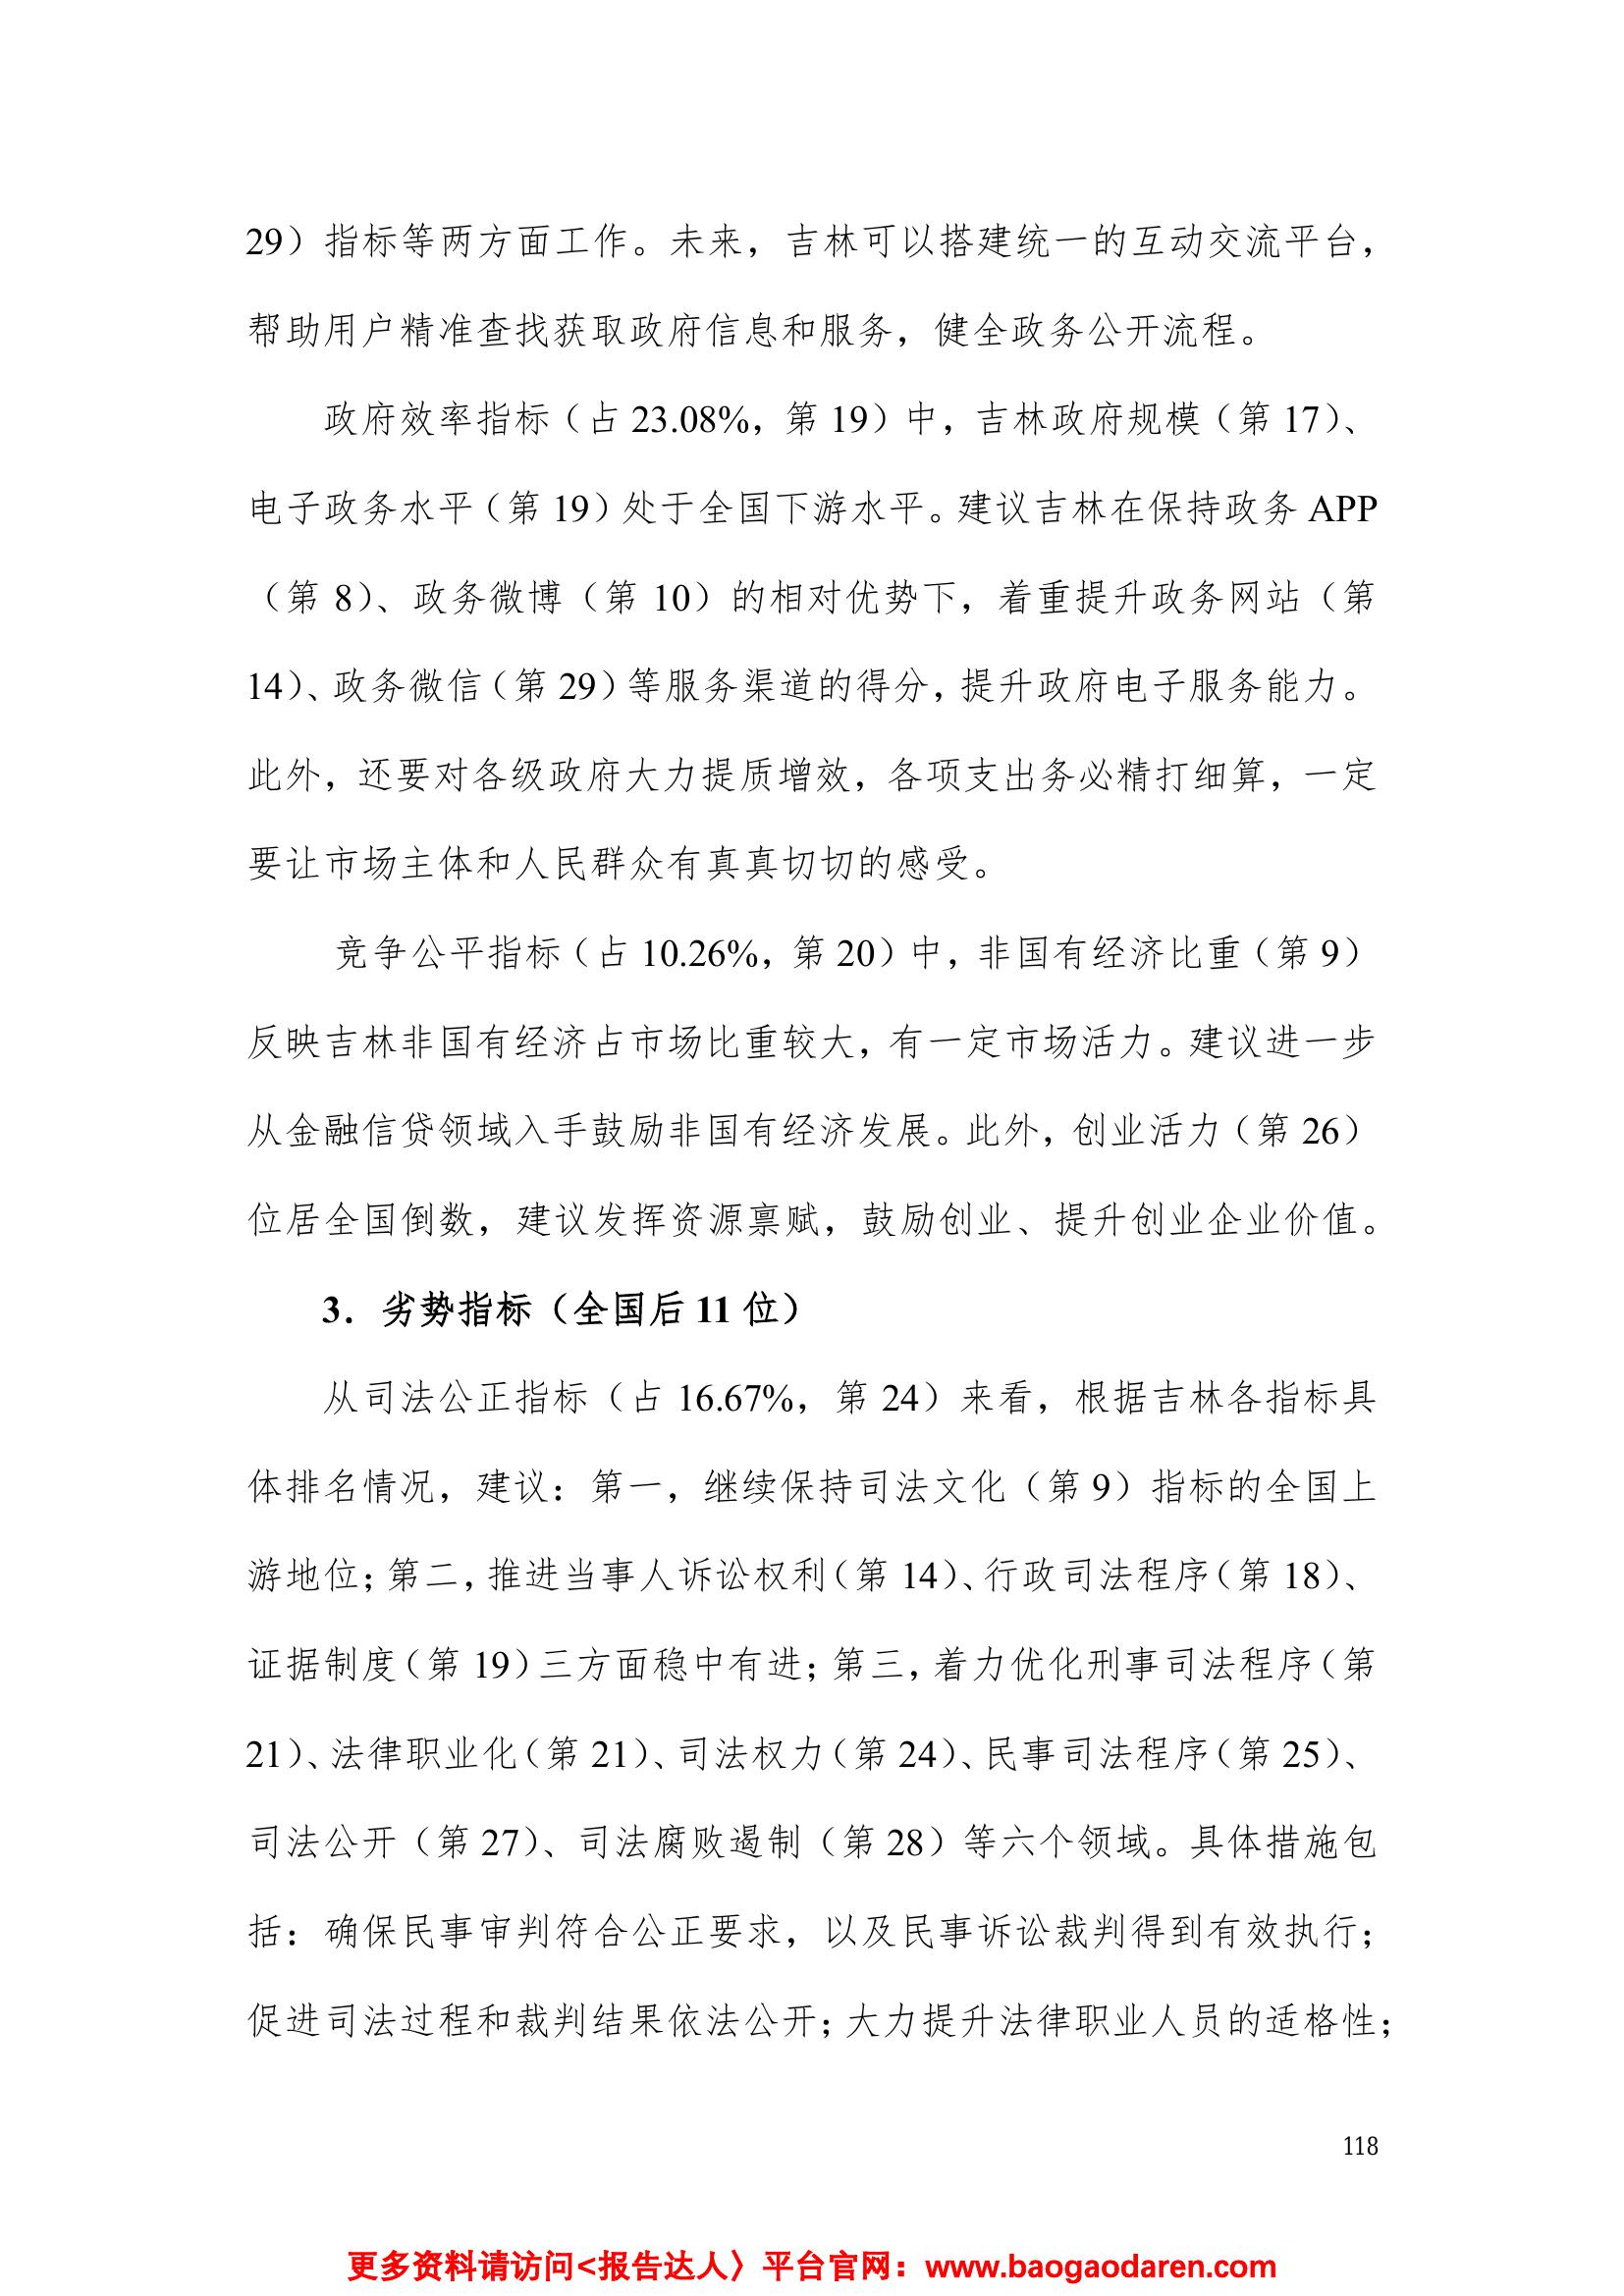 29）指标等两方面工作。未来，吉林可以搭建统一的互动交流平台，
帮助用户精准查找获取政府信息和服务，健全政务公开流程。
政府效率指标（占 23.08%，第 19）中，吉林政府规模（第 17）、
电子政务水平（第 19）处于全国下游水平。建议吉林在保持政务 APP
（第 8）、政务微博（第 10）的相对优势下，着重提升政务网站（第
14）、政务微信（第 29）等服务渠道的得分，提升政府电子服务能力。
此外，还要对各级政府大力提质增效，各项支出务必精打细算，一定
要让市场主体和人民群众有真真切切的感受。
竞争公平指标（占 10.26%，第 20）中，非国有经济比重（第 9）
反映吉林非国有经济占市场比重较大，有一定市场活力。建议进一步
从金融信贷领域入手鼓励非国有经济发展。此外，创业活力（第 26）
位居全国倒数，建议发挥资源禀赋，鼓励创业、提升创业企业价值。
3．劣势指标（全国后 11 位）
从司法公正指标（占 16.67%，第 24）来看，根据吉林各指标具
体排名情况，建议：第一，继续保持司法文化（第 9）指标的全国上
游地位；第二，推进当事人诉讼权利（第 14）、行政司法程序（第 18）、
证据制度（第 19）三方面稳中有进；第三，着力优化刑事司法程序（第
21）、法律职业化（第 21）、司法权力（第 24）、民事司法程序（第 25）、
司法公开（第 27）、司法腐败遏制（第 28）等六个领域。具体措施包
括：确保民事审判符合公正要求，以及民事诉讼裁判得到有效执行；
促进司法过程和裁判结果依法公开；大力提升法律职业人员的适格性；
118
更多资料请访问<报告达人〉平台官网：www.baogaodaren.com